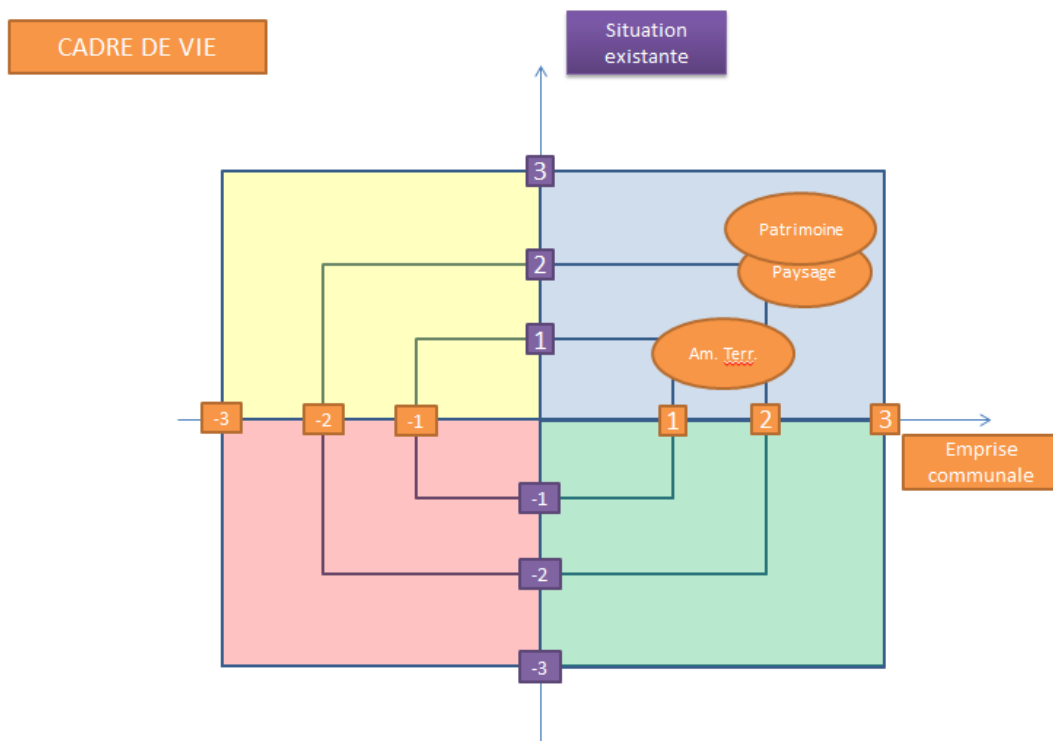 CADRE DE VIE
Situation
existante
3
Patrimoine
2
Paysage
1
Am. Terr.
-3
-2
-1
1
2
3
Emprise
communale
-1
-2
-3